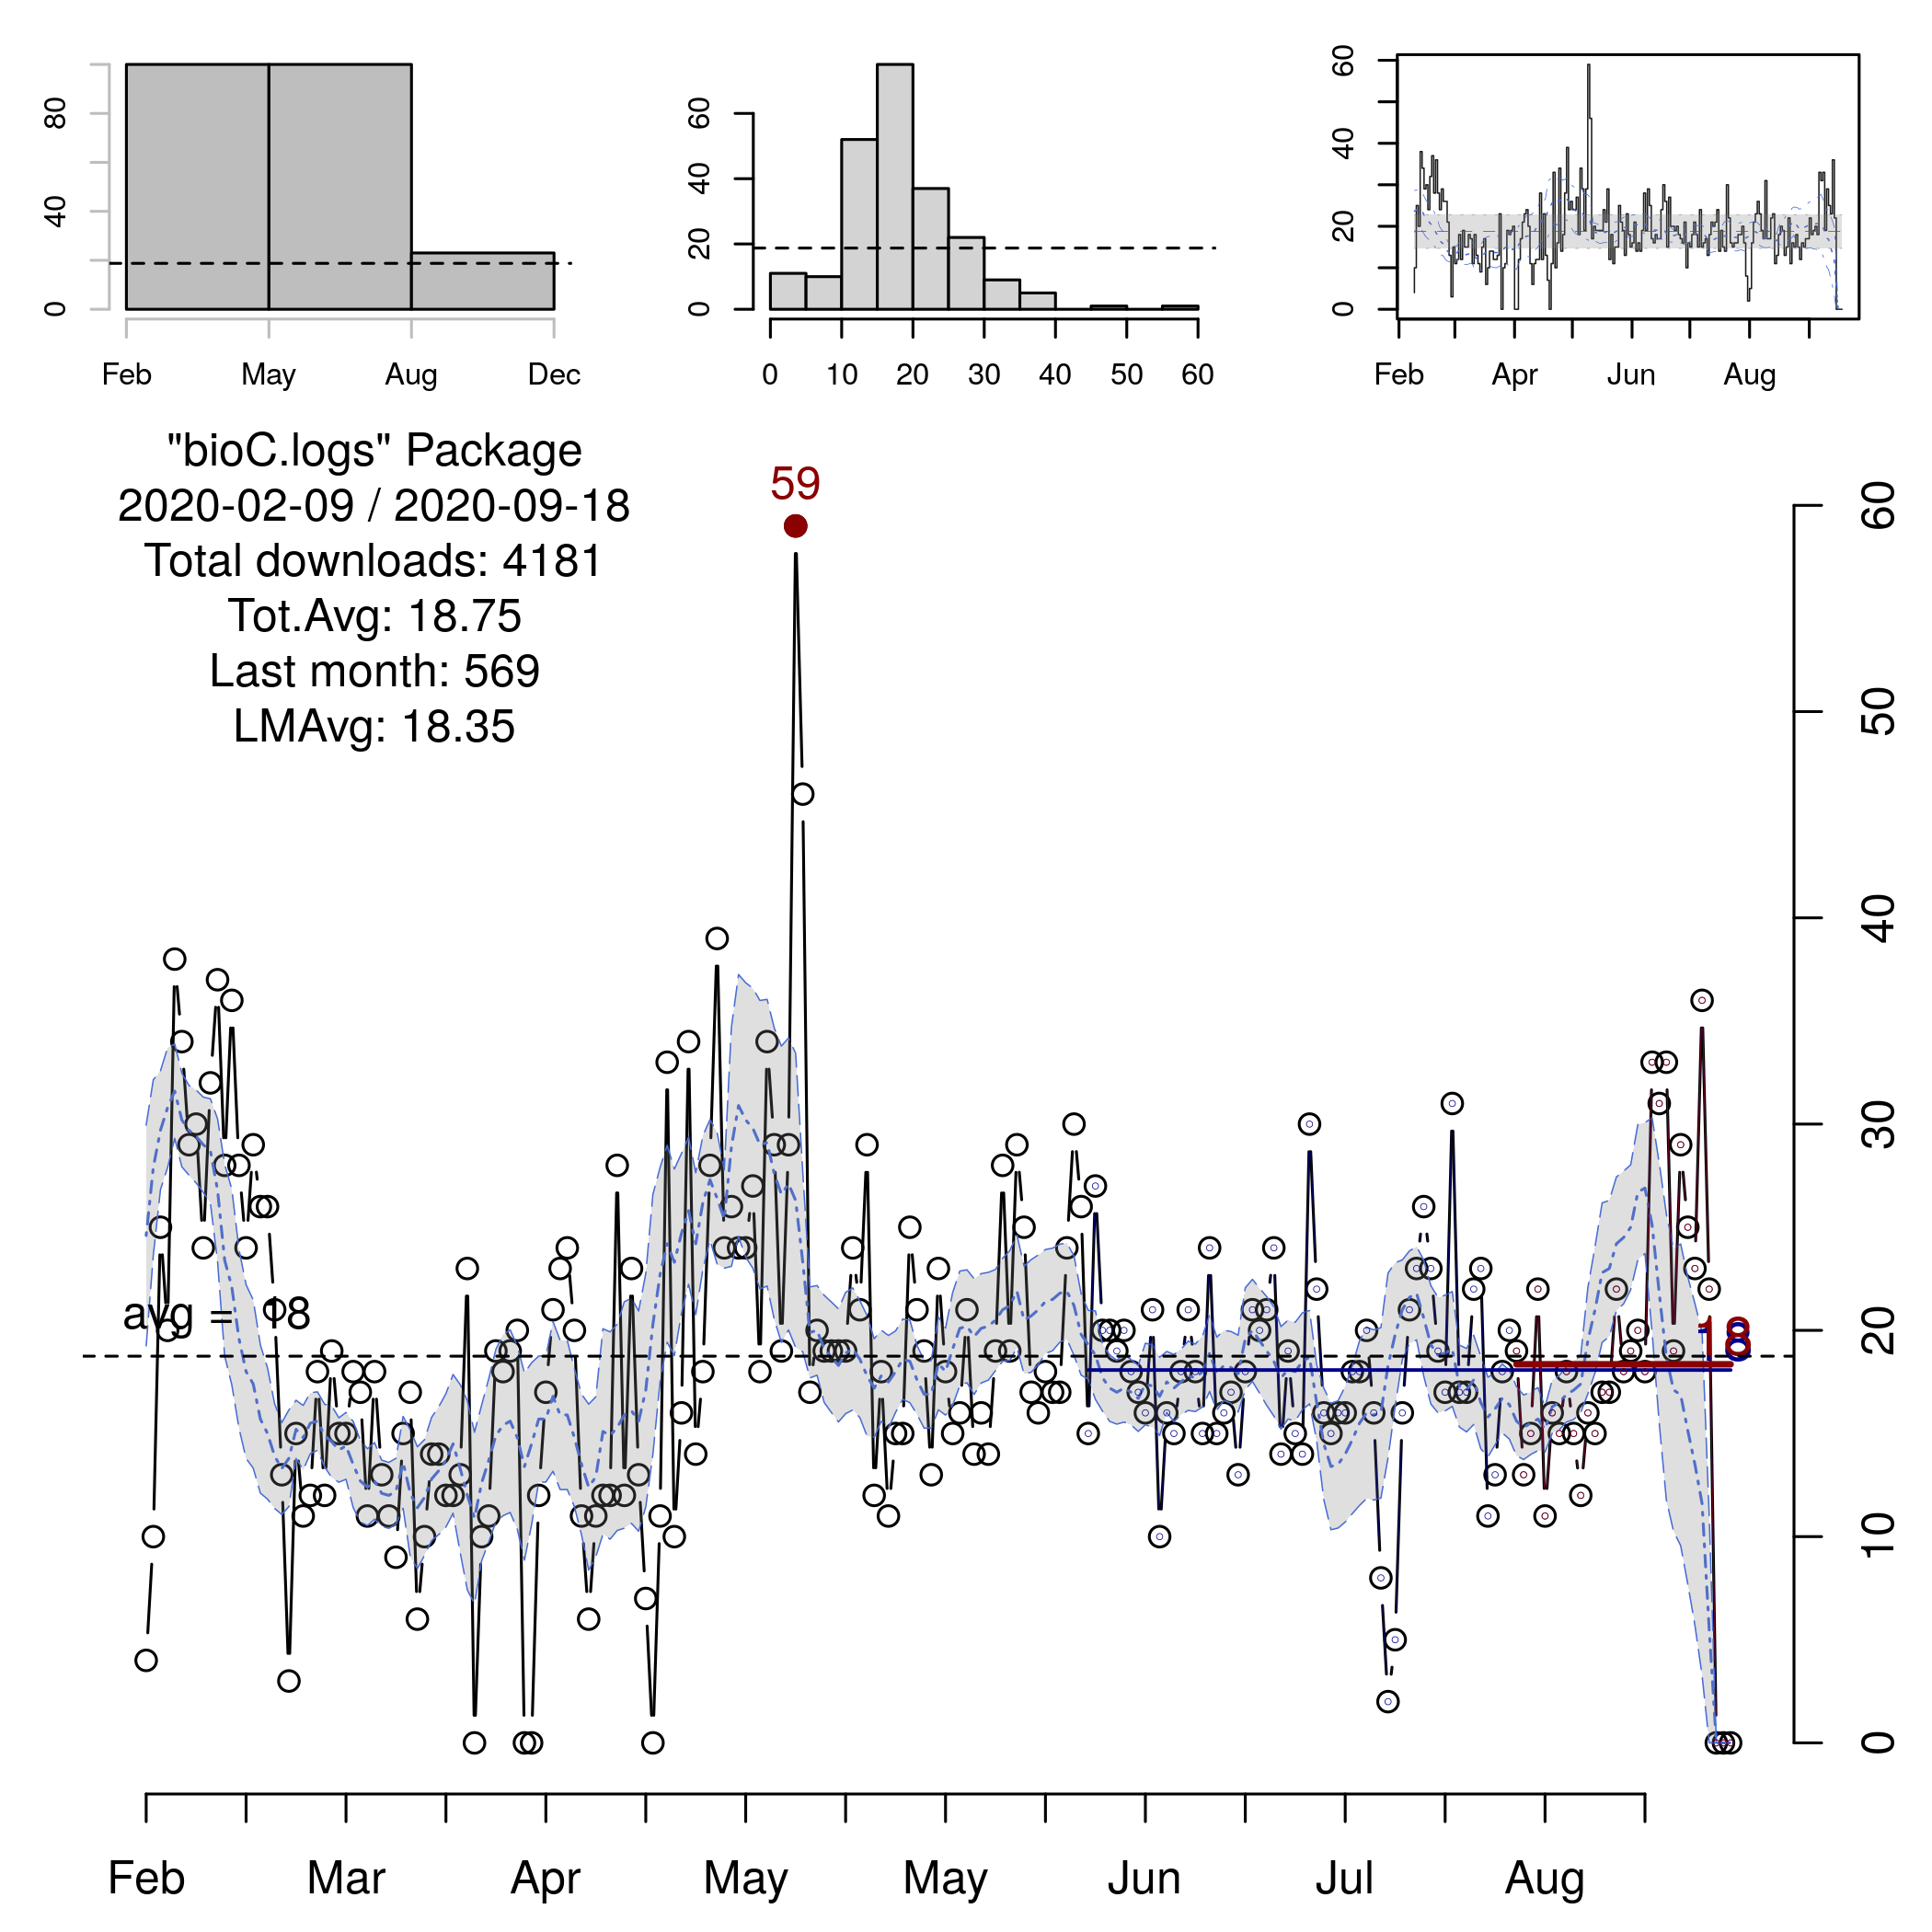 80
40
0
Feb May Aug Dec
60
40
20
0
0 10 20 30 40 50 60
60
40
20
0
Feb Apr Jun Aug
"bioC.logs" Package
2020-02-09 / 2020-09-18
Total downloads: 4181
Tot.Avg: 18.75
Last month: 569
LMAvg: 18.35
59
avg = 18
18
60
50
40
30
20
10
0
Feb Mar Apr May May Jun Jul Aug